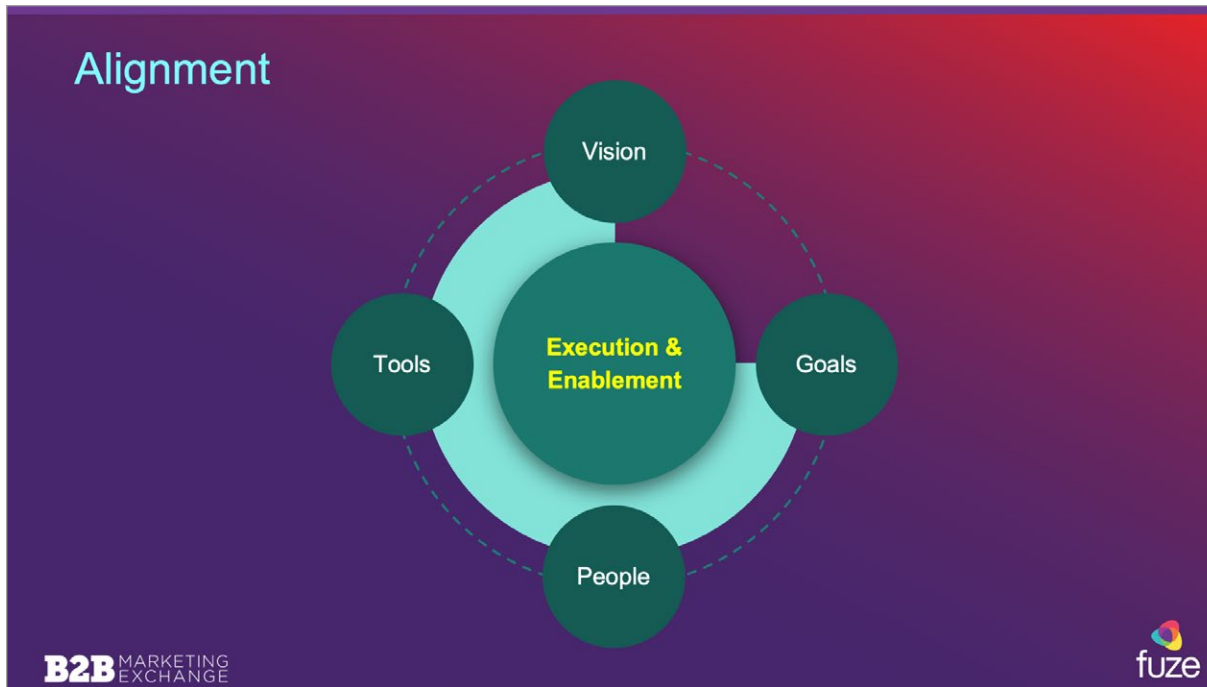 Alignment
Vision
Tools
Execution &
Enablement
Goals
People
B2B MARKETING
EXCHANGE
fuze